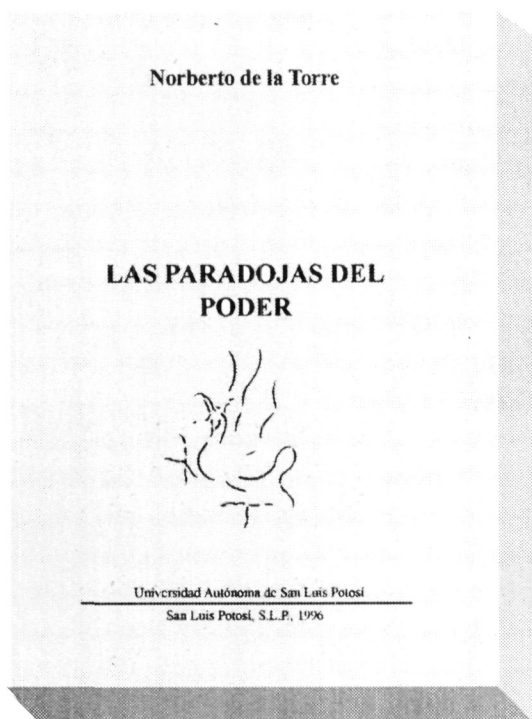 Norberto de la Torre
LAS PARADOJAS DEL
PODER
Universidad Autónoma de San Luis Potosí
San Luis Potosí, S.L.P., 1996